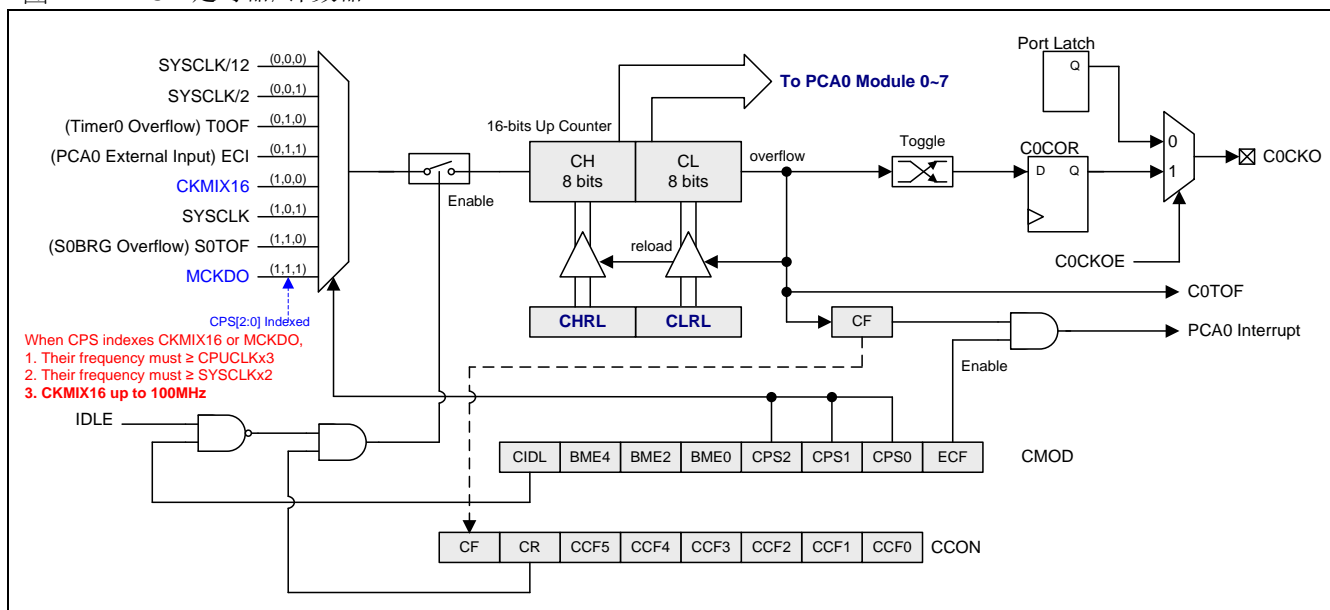 Port Latch
SYSCLK/12 (0,0,0)
Q
SYSCLK/2 (0,0,1)
To PCA0 Module 0~7
(Timer0 Overflow) T0OF (0,1,0)
16-bits Up Counter
(PCA0 External Input) ECI (0,1,1)
CH
8 bits
CL
8 bits
overflow
Toggle
C0COR
D Q
0
1
C0CKO
CKMIX16 (1,0,0)
Enable
SYSCLK (1,0,1)
(S0BRG Overflow) S0TOF (1,1,0)
reload
C0CKOE
MCKDO (1,1,1)
C0TOF
CPS[2:0] Indexed
CHRL CLRL
CF
PCA0 Interrupt
When CPS indexes CKMIX16 or MCKDO,
1. Their frequency must ≥ CPUCLKx3
2. Their frequency must ≥ SYSCLKx2
3. CKMIX16 up to 100MHz
Enable
IDLE
CIDL BME4 BME2 BME0 CPS2 CPS1 CPS0 ECF CMOD
CF CR CCF5 CCF4 CCF3 CCF2 CCF1 CCF0 CCON